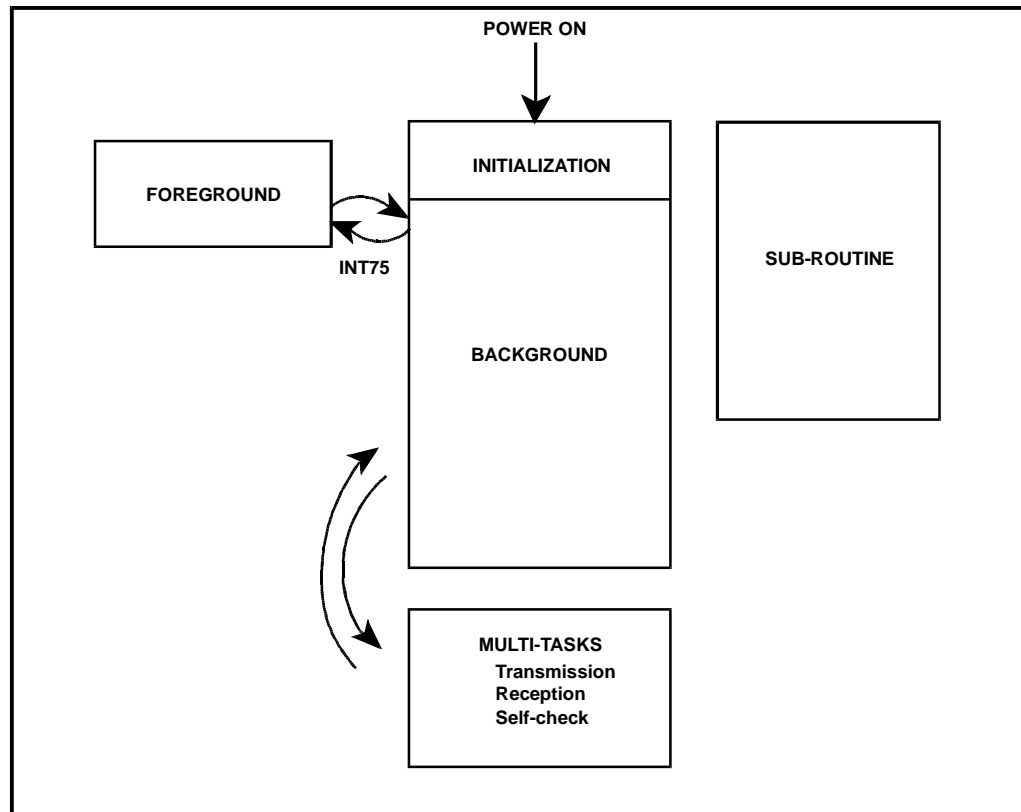 POWER ON
INITIALIZATION
FOREGROUND
INT75
SUB-ROUTINE
BACKGROUND
MULTI-TASKS
Transmission
Reception
Self-check